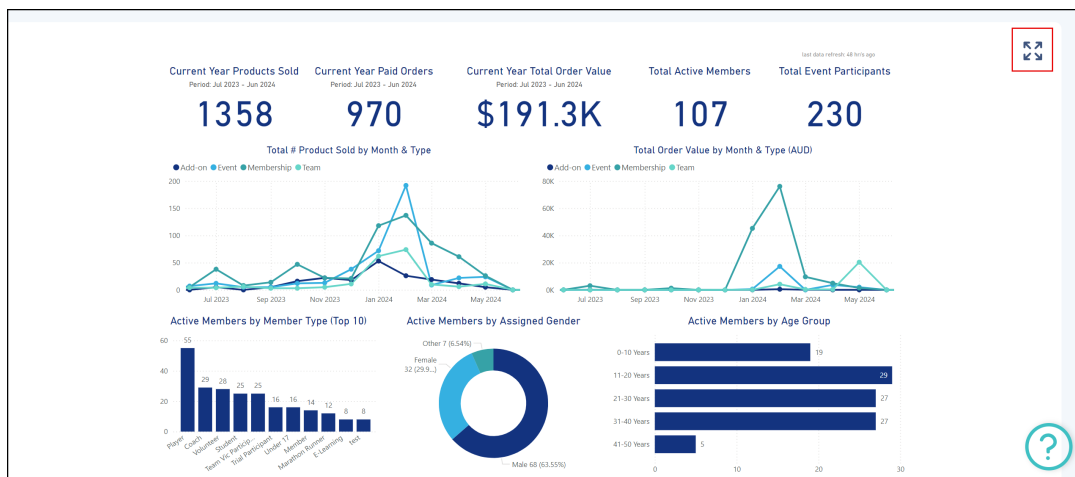 last data refresh: 48 hrs ago
Current Year Products Sold
Period: Jul 2023 - Jun 2024
1358
Current Year Paid Orders
Period: Jul 2023 - Jun 2024
970
Current Year Total Order Value
Period: Jul 2023 - Jun 2024
$191.3K
Total Active Members
107
Total Event Participants
230
Total # Product Sold by Month & Type
Add-on Event Membership Team
200
150
100
50
0
Jul 2023 Sep 2023 Nov 2023 Jan 2024 Mar 2024 May 2024
Total Order Value by Month & Type (AUD)
Add-on Event Membership Team
80K
60K
40K
20K
0K
Jul 2023 Sep 2023 Nov 2023 Jan 2024 Mar 2024 May 2024
Active Members by Member Type (Top 10)
60
40
20
0
55 29 28 25 25 16 16 14 12 8 8
Player Coach Volunteer Student Team Vic Particip... Trial Participant Under 17 Member Marathon Runner E-Learning test
Active Members by Assigned Gender
Other 7 (6.54%)
Female
32 (29.9...)
Male 68 (63.55%)
Active Members by Age Group
0-10 Years 19
11-20 Years 29
21-30 Years 27
31-40 Years 27
41-50 Years 5
0 10 20 30
?